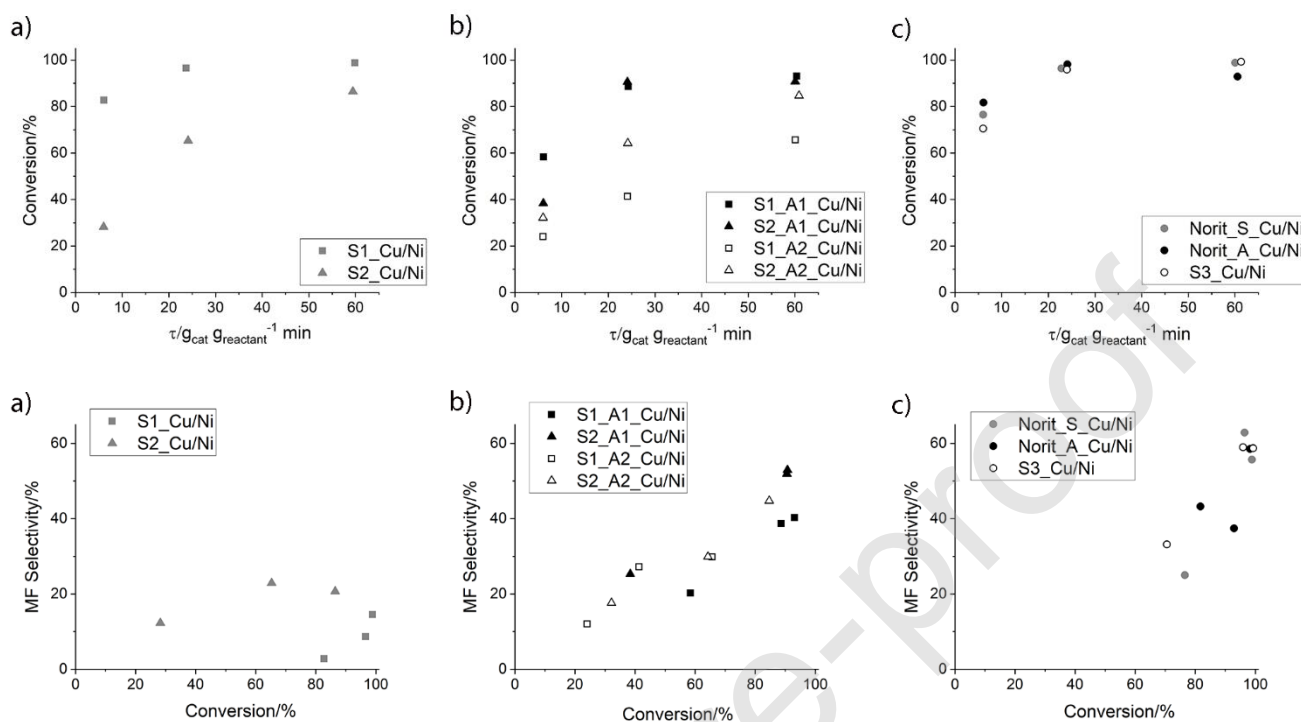 a)
Conversion/%
100
80
60
40
20
0
S1_Cu/Ni
S2_Cu/Ni
0 10 20 30 40 50 60
τ/g_cat g_reactant^-1 min
b)
Conversion/%
100
80
60
40
20
0
S1_A1_Cu/Ni
S2_A1_Cu/Ni
S1_A2_Cu/Ni
S2_A2_Cu/Ni
0 10 20 30 40 50 60
τ/g_cat g_reactant^-1 min
c)
Conversion/%
100
80
60
40
20
0
Norit_S_Cu/Ni
Norit_A_Cu/Ni
S3_Cu/Ni
0 10 20 30 40 50 60
τ/g_cat g_reactant^-1 min
a)
MF Selectivity/%
60
40
20
0
S1_Cu/Ni
S2_Cu/Ni
0 20 40 60 80 100
Conversion/%
b)
MF Selectivity/%
60
40
20
0
S1_A1_Cu/Ni
S2_A1_Cu/Ni
S1_A2_Cu/Ni
S2_A2_Cu/Ni
0 20 40 60 80 100
Conversion/%
c)
MF Selectivity/%
60
40
20
0
Norit_S_Cu/Ni
Norit_A_Cu/Ni
S3_Cu/Ni
0 20 40 60 80 100
Conversion/%
e-proof